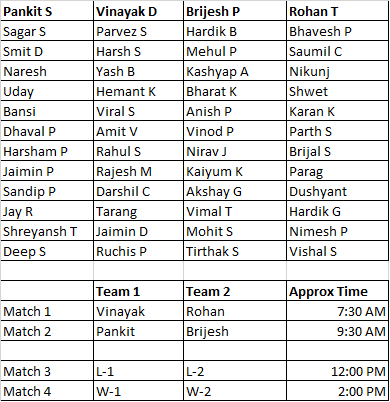 Pankit S Vinayak D Brijesh P Rohan T
Sagar S Parvez S Hardik B Bhavesh P
Smit D Harsh S Mehul P Saumil C
Naresh Yash B Kashyap A Nikunj
Uday Hemant K Bharat K Shwet
Bansi Viral S Anish P Karan K
Dhaval P Amit V Vinod P Parth S
Harsham P Rahul S Nirav J Brijal S
Jaimin P Rajesh M Kaiyum K Parag
Sandip P Darshil C Akshay G Dushyant
Jay R Tarang Vimal T Hardik G
Shreyansh T Jaimin D Mohit S Nimesh P
Deep S Ruchis P Tirthak S Vishal S
Team 1 Team 2 Approx Time
Match 1 Vinayak Rohan 7:30 AM
Match 2 Pankit Brijesh 9:30 AM
Match 3 L-1 L-2 12:00 PM
Match 4 W-1 W-2 2:00 PM